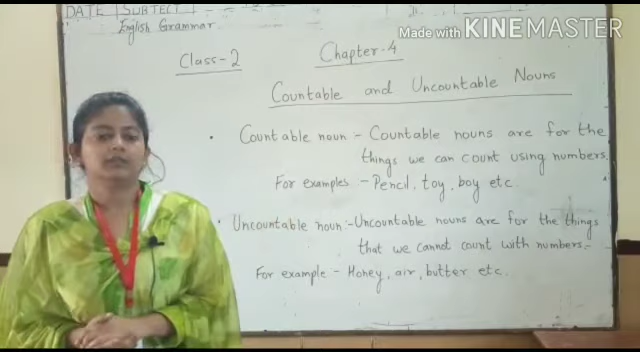 DATE SUBJECT
Made with KINEMASTER
English Grammar
Class-2
Chapter-4
Countable and Uncountable Nouns
• Countable noun - Countable nouns are for the
things we can count using numbers.
For examples - Pencil, toy, boy etc.
• Uncountable noun:- Uncountable nouns are for the things
that we cannot count with numbers.-
For example - Honey, air, butter etc.